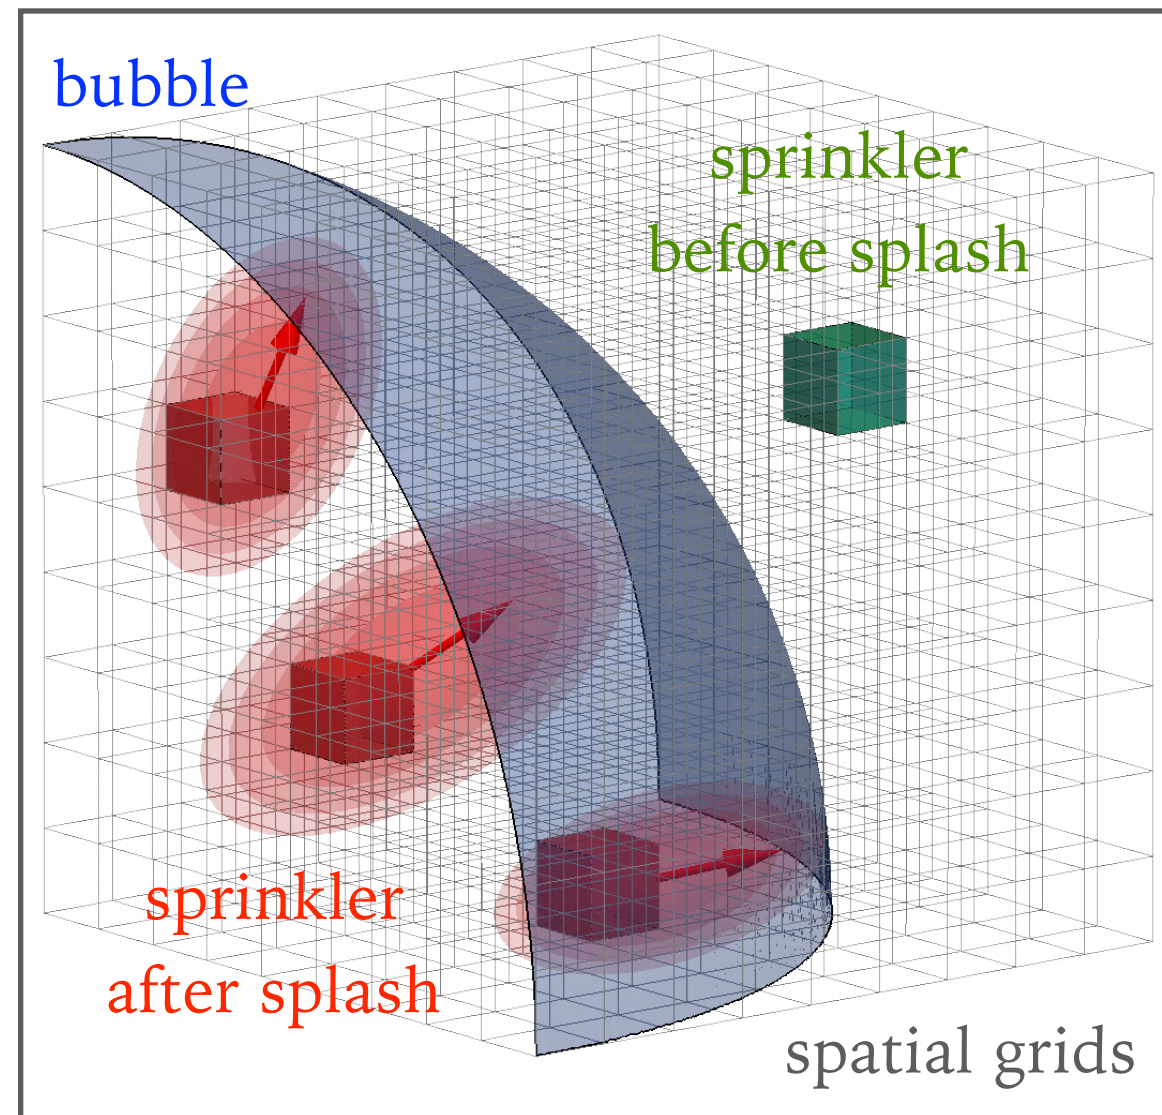 bubble
sprinkler
before splash
sprinkler
after splash
spatial grids